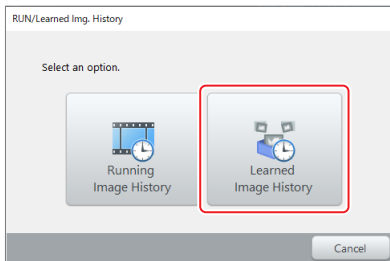 RUN/Learned Img. History
Select an option.
Running
Image History
Learned
Image History
Cancel